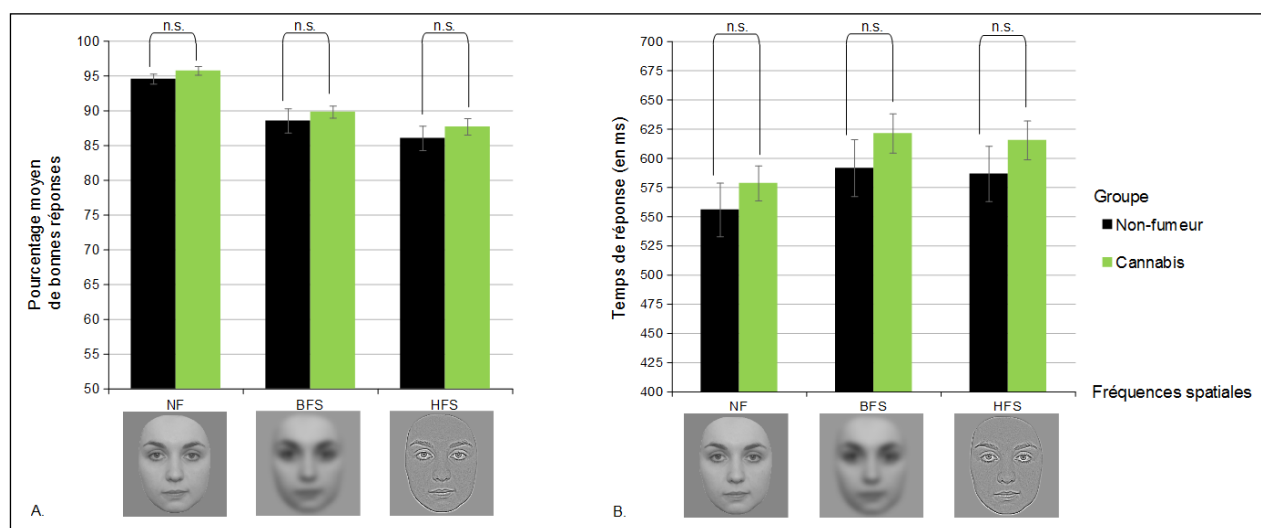 n.s.
n.s.
n.s.
Pourcentage moyen
de bonnes réponses
100
95
90
85
80
75
70
65
60
55
50
NF
BFS
HFS
A.
n.s.
n.s.
n.s.
Temps de réponse (en ms)
700
675
650
625
600
575
550
525
500
475
450
425
400
NF
BFS
HFS
B.
Groupe
Non-fumeur
Cannabis
Fréquences spatiales